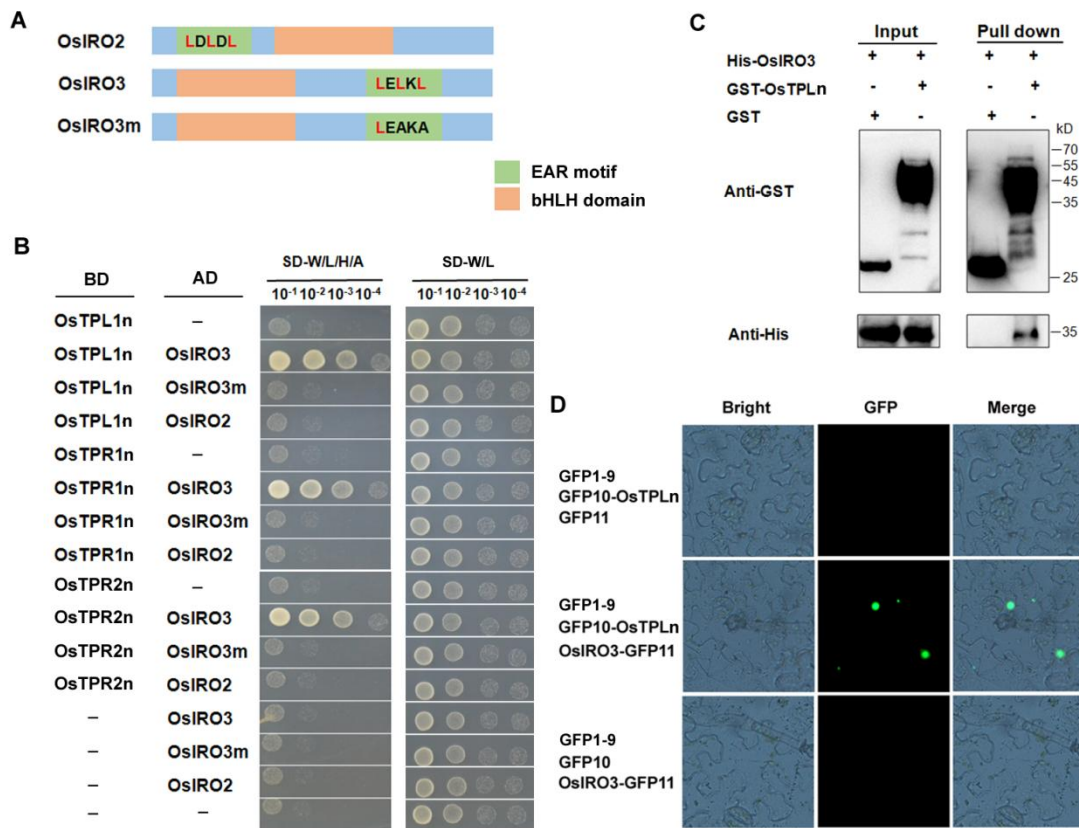 A
OsIRO2
LDLDL
OsIRO3
LELKL
OsIRO3m
LEAKA
EAR motif
bHLH domain
B
SD-W/L/H/A SD-W/L
BD AD 10-1 10-2 10-3 10-4 10-1 10-2 10-3 10-4
OsTPL1n –
OsTPL1n OsIRO3
OsTPL1n OsIRO3m
OsTPL1n OsIRO2
OsTPR1n –
OsTPR1n OsIRO3
OsTPR1n OsIRO3m
OsTPR1n OsIRO2
OsTPR2n –
OsTPR2n OsIRO3
OsTPR2n OsIRO3m
OsTPR2n OsIRO2
– OsIRO3
– OsIRO3m
– OsIRO2
– –
C
Input Pull down
His-OsIRO3 + + + +
GST-OsTPLn - + - +
GST + - + -
kD
70
55
45
35
25
Anti-GST
Anti-His
35
D
Bright GFP Merge
GFP1-9
GFP10-OsTPLn
GFP11
GFP1-9
GFP10-OsTPLn
OsIRO3-GFP11
GFP1-9
GFP10
OsIRO3-GFP11